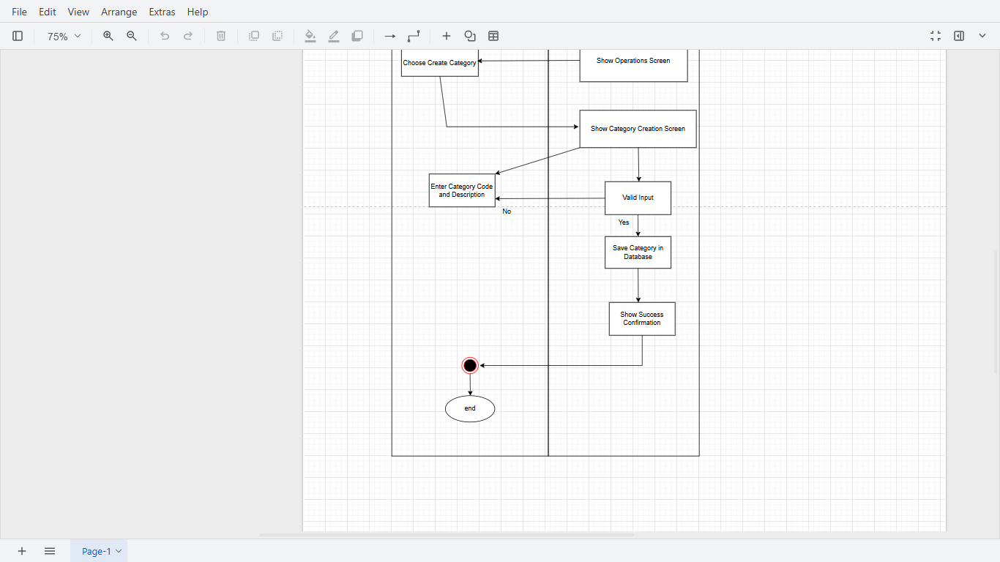 File Edit View Arrange Extras Help
75%
Choose Create Category
Show Operations Screen
Show Category Creation Screen
Enter Category Code
and Description
Valid Input
No
Yes
Save Category in
Database
Show Success
Confirmation
end
Page-1